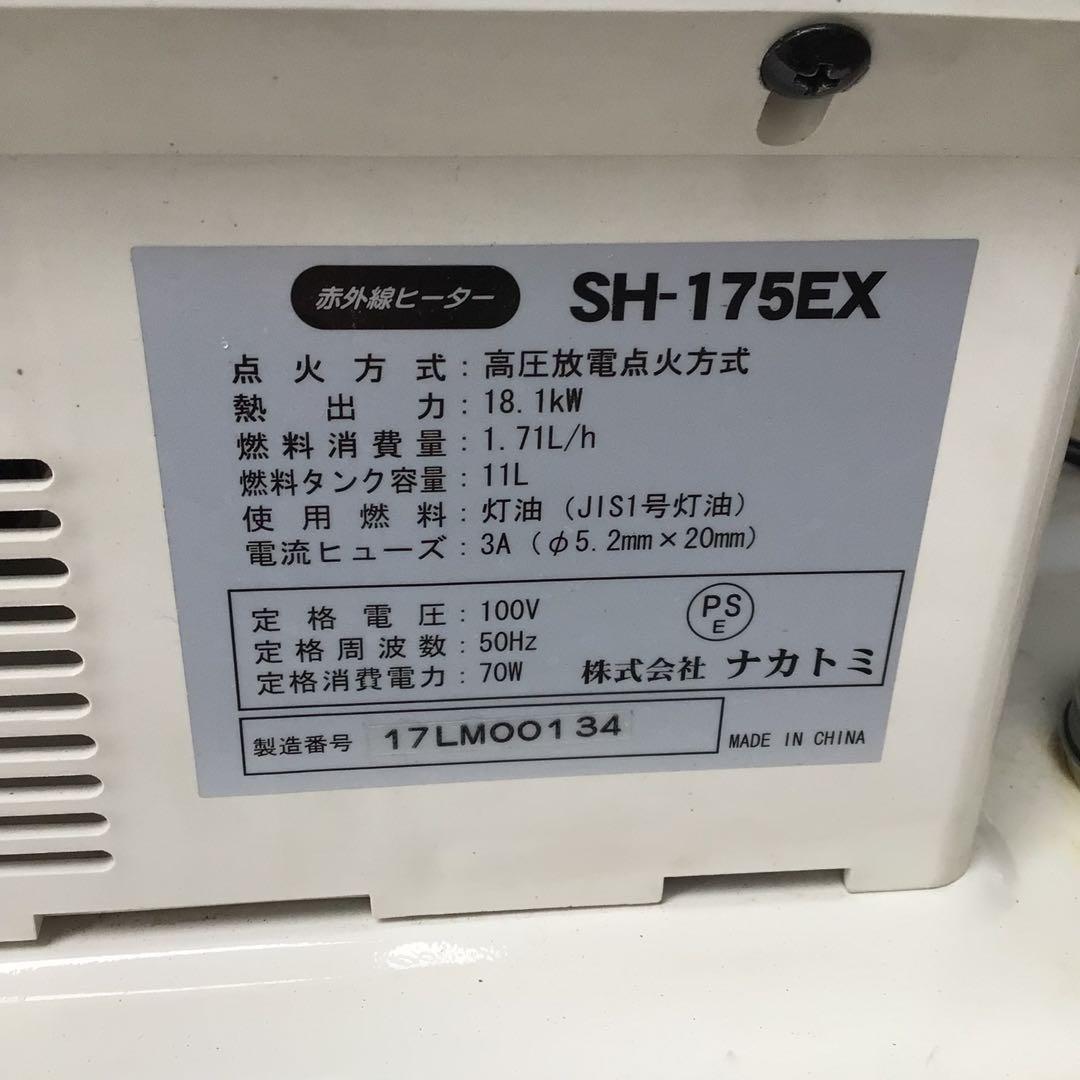 赤外線ヒーター SH-175EX
点火方式：高圧放電点火方式
熱出力：18.1kW
燃料消費量：1.71L/h
燃料タンク容量：11L
使用燃料：灯油（JIS1号灯油）
電流ヒューズ：3A（φ5.2mm×20mm）
定格電圧：100V
定格周波数：50Hz
定格消費電力：70W
PS
E
株式会社 ナカトミ
製造番号 17LM00134
MADE IN CHINA